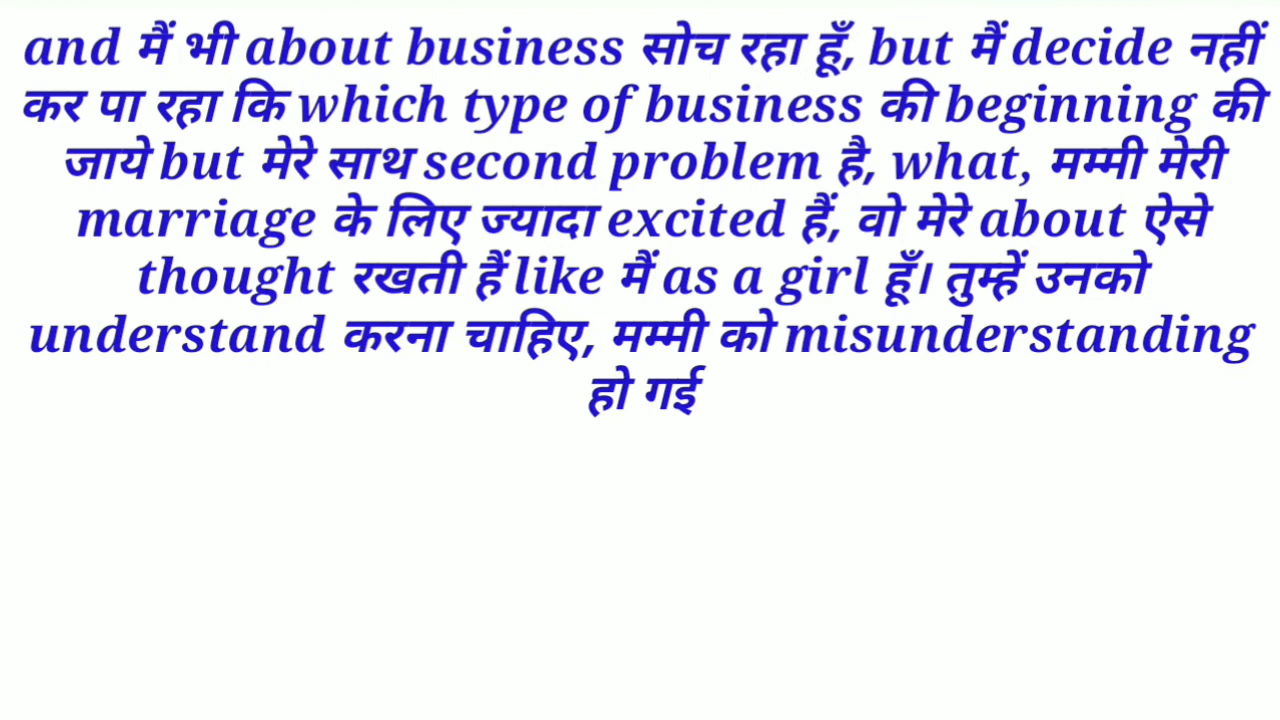 and मैं भी about business सोच रहा हूँ, but मैं decide नहीं
कर पा रहा कि which type of business की beginning की
जाये but मेरे साथ second problem है, what, मम्मी मेरी
marriage के लिए ज्यादा excited हैं, वो मेरे about ऐसे
thought रखती हैं like मैं as a girl हूँ। तुम्हें उनको
understand करना चाहिए, मम्मी को misunderstanding
हो गई